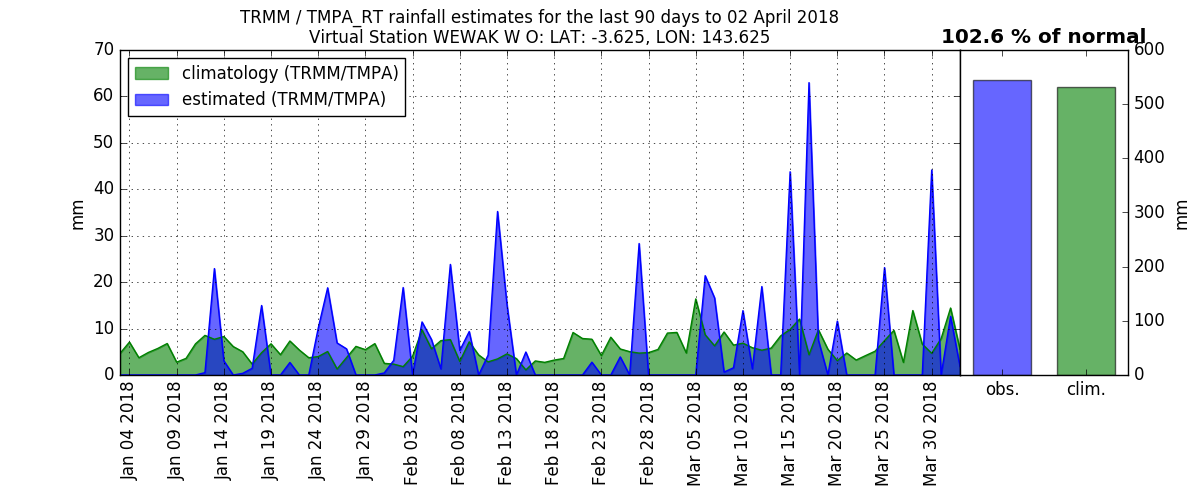 TRMM / TMPA_RT rainfall estimates for the last 90 days to 02 April 2018
Virtual Station WEWAK W O: LAT: -3.625, LON: 143.625
102.6 % of normal
climatology (TRMM/TMPA)
estimated (TRMM/TMPA)
mm
70
60
50
40
30
20
10
0
Jan 04 2018
Jan 09 2018
Jan 14 2018
Jan 19 2018
Jan 24 2018
Jan 29 2018
Feb 03 2018
Feb 08 2018
Feb 13 2018
Feb 18 2018
Feb 23 2018
Feb 28 2018
Mar 05 2018
Mar 10 2018
Mar 15 2018
Mar 20 2018
Mar 25 2018
Mar 30 2018
obs.
clim.
600
500
400
300
200
100
0
mm